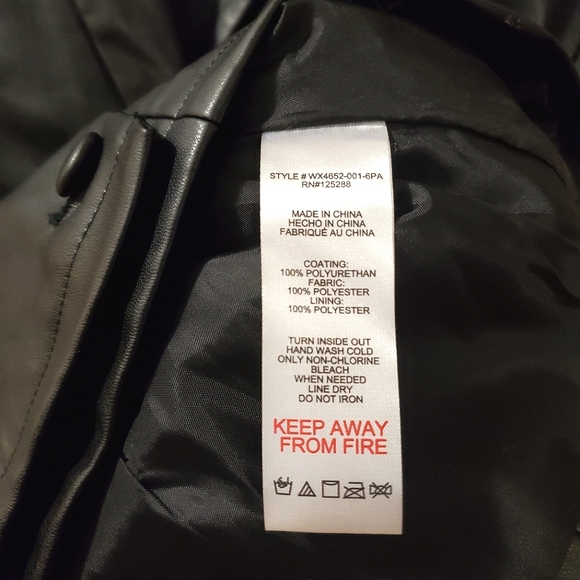 STYLE # WX4652-001-6PA
RN#125288
MADE IN CHINA
HECHO IN CHINA
FABRIQUÉ AU CHINA
COATING:
100% POLYURETHAN
FABRIC:
100% POLYESTER
LINING:
100% POLYESTER
TURN INSIDE OUT
HAND WASH COLD
ONLY NON-CHLORINE
BLEACH
WHEN NEEDED
LINE DRY
DO NOT IRON
KEEP AWAY
FROM FIRE